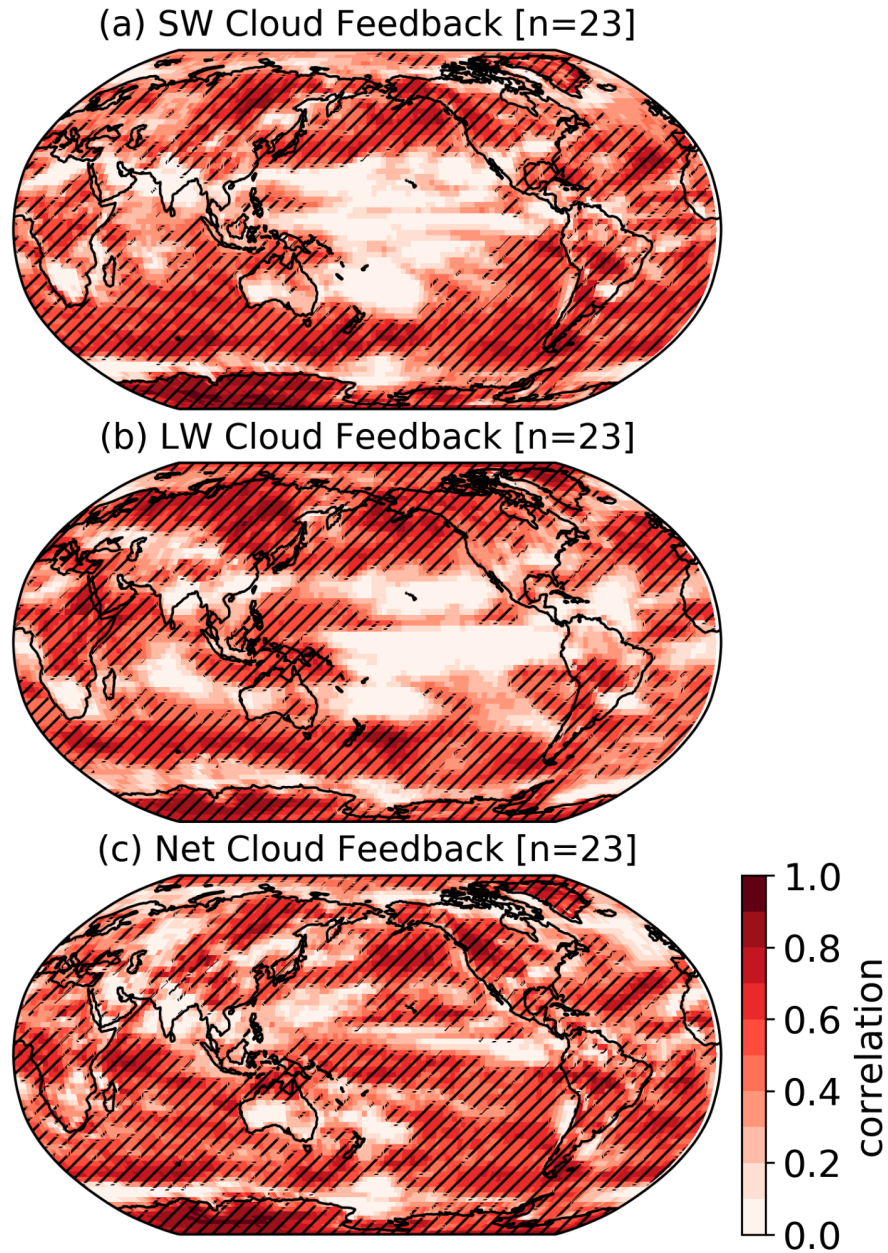 (a) SW Cloud Feedback [n=23]
(b) LW Cloud Feedback [n=23]
(c) Net Cloud Feedback [n=23]
1.0
0.8
0.6
0.4
0.2
0.0
correlation